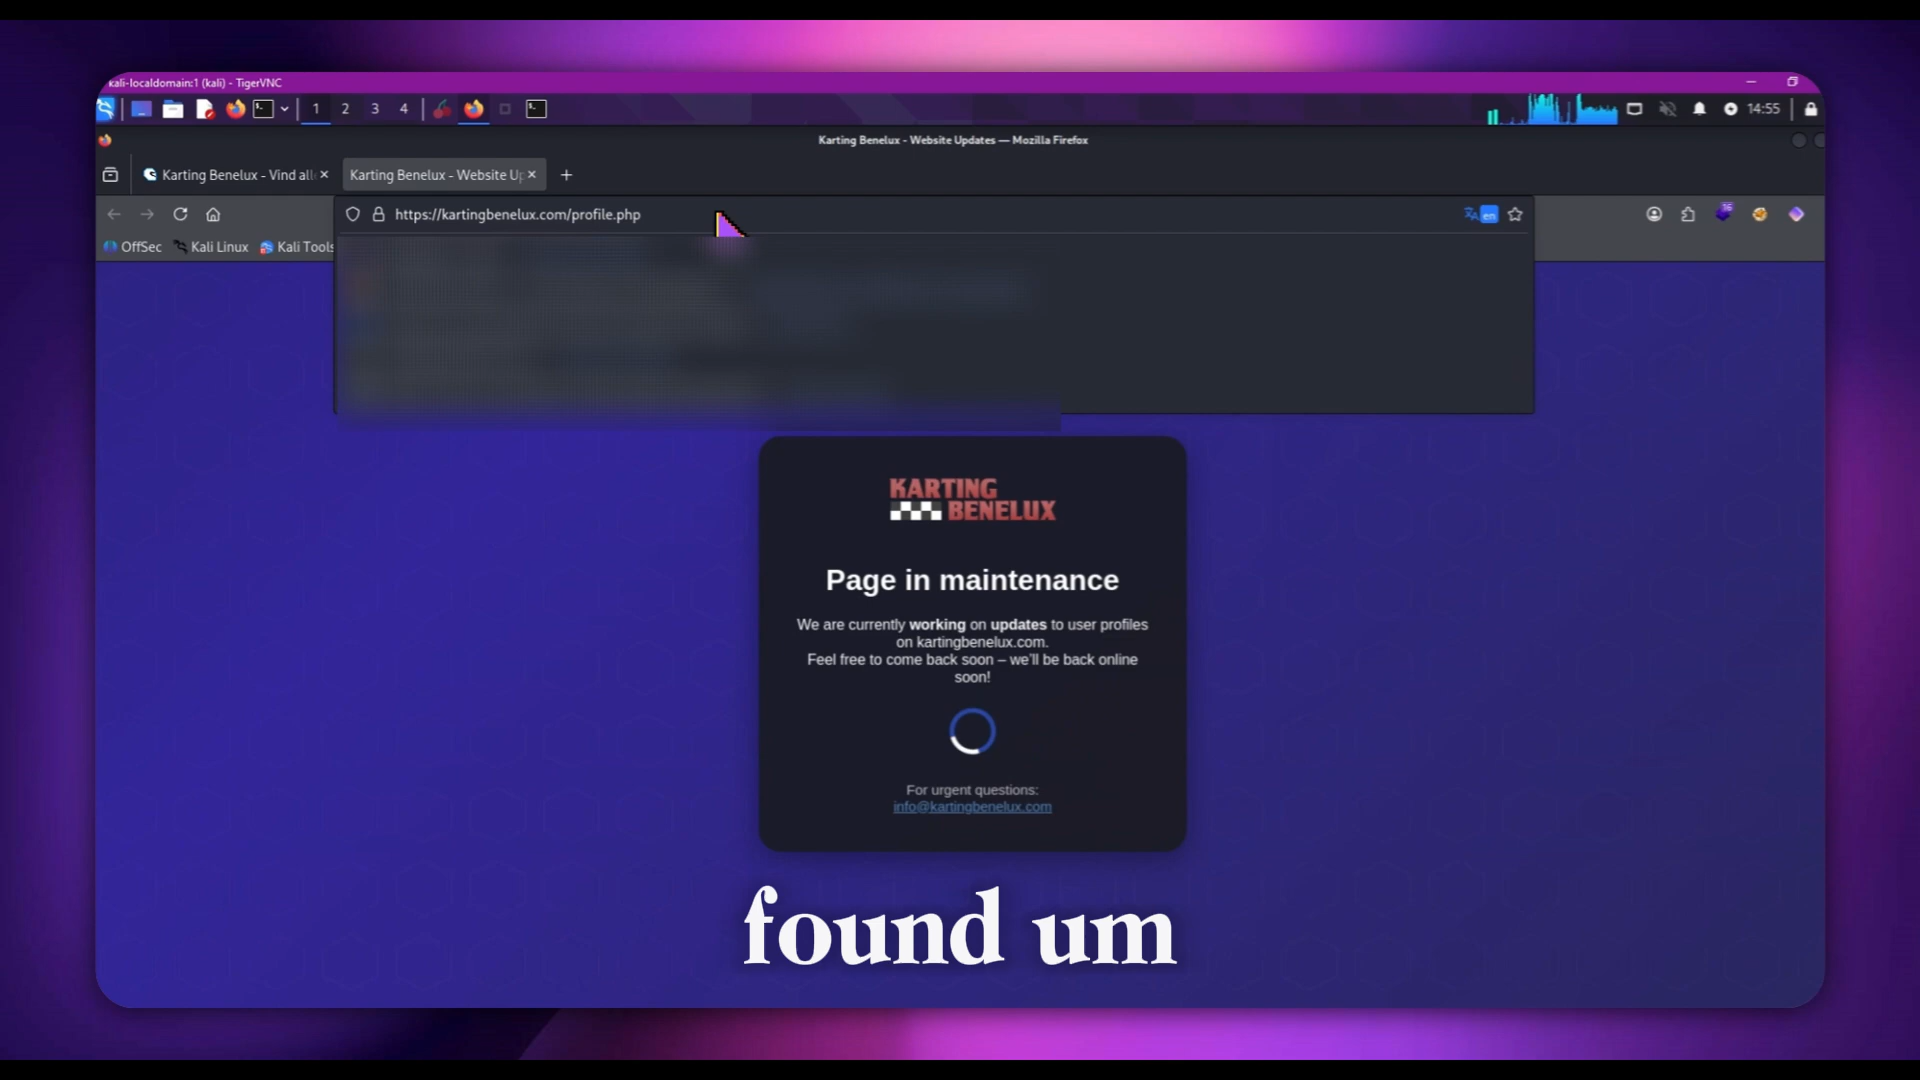 kali-localdomain:1 (kali) - TigerVNC
1 2 3 4
14:55
Karting Benelux - Website Updates — Mozilla Firefox
Karting Benelux - Vind all
Karting Benelux - Website Up
https://kartingbenelux.com/profile.php
en
16
OffSec
Kali Linux
Kali Tools
KARTING
BENELUX
Page in maintenance
We are currently working on updates to user profiles
on kartingbenelux.com.
Feel free to come back soon – we'll be back online
soon!
For urgent questions:
info@kartingbenelux.com
found um